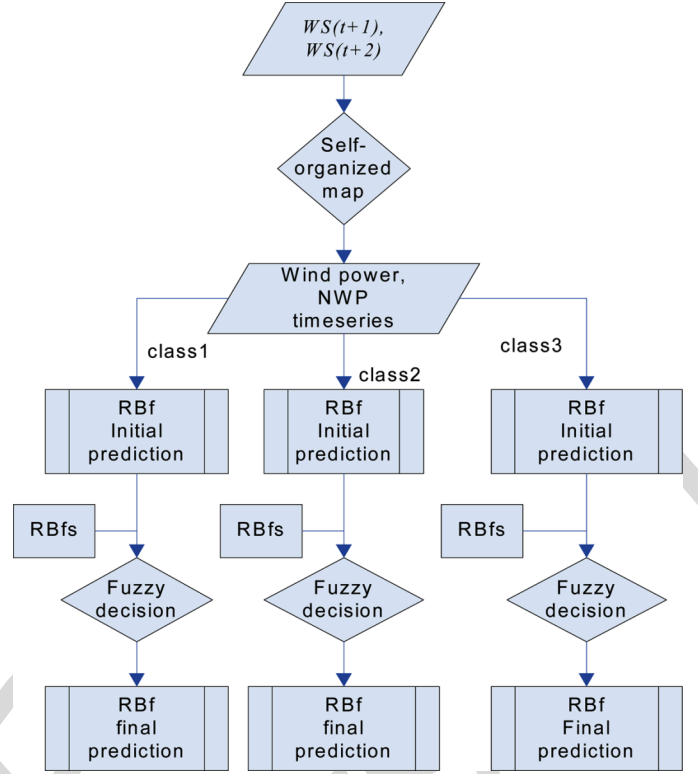 WS(t+1),
WS(t+2)
Self-
organized
map
Wind power,
NWP
timeseries
class1
class2
class3
RBf
Initial
prediction
RBf
Initial
prediction
RBf
Initial
prediction
RBfs
RBfs
RBfs
Fuzzy
decision
Fuzzy
decision
Fuzzy
decision
RBf
final
prediction
RBf
final
prediction
RBf
Final
prediction